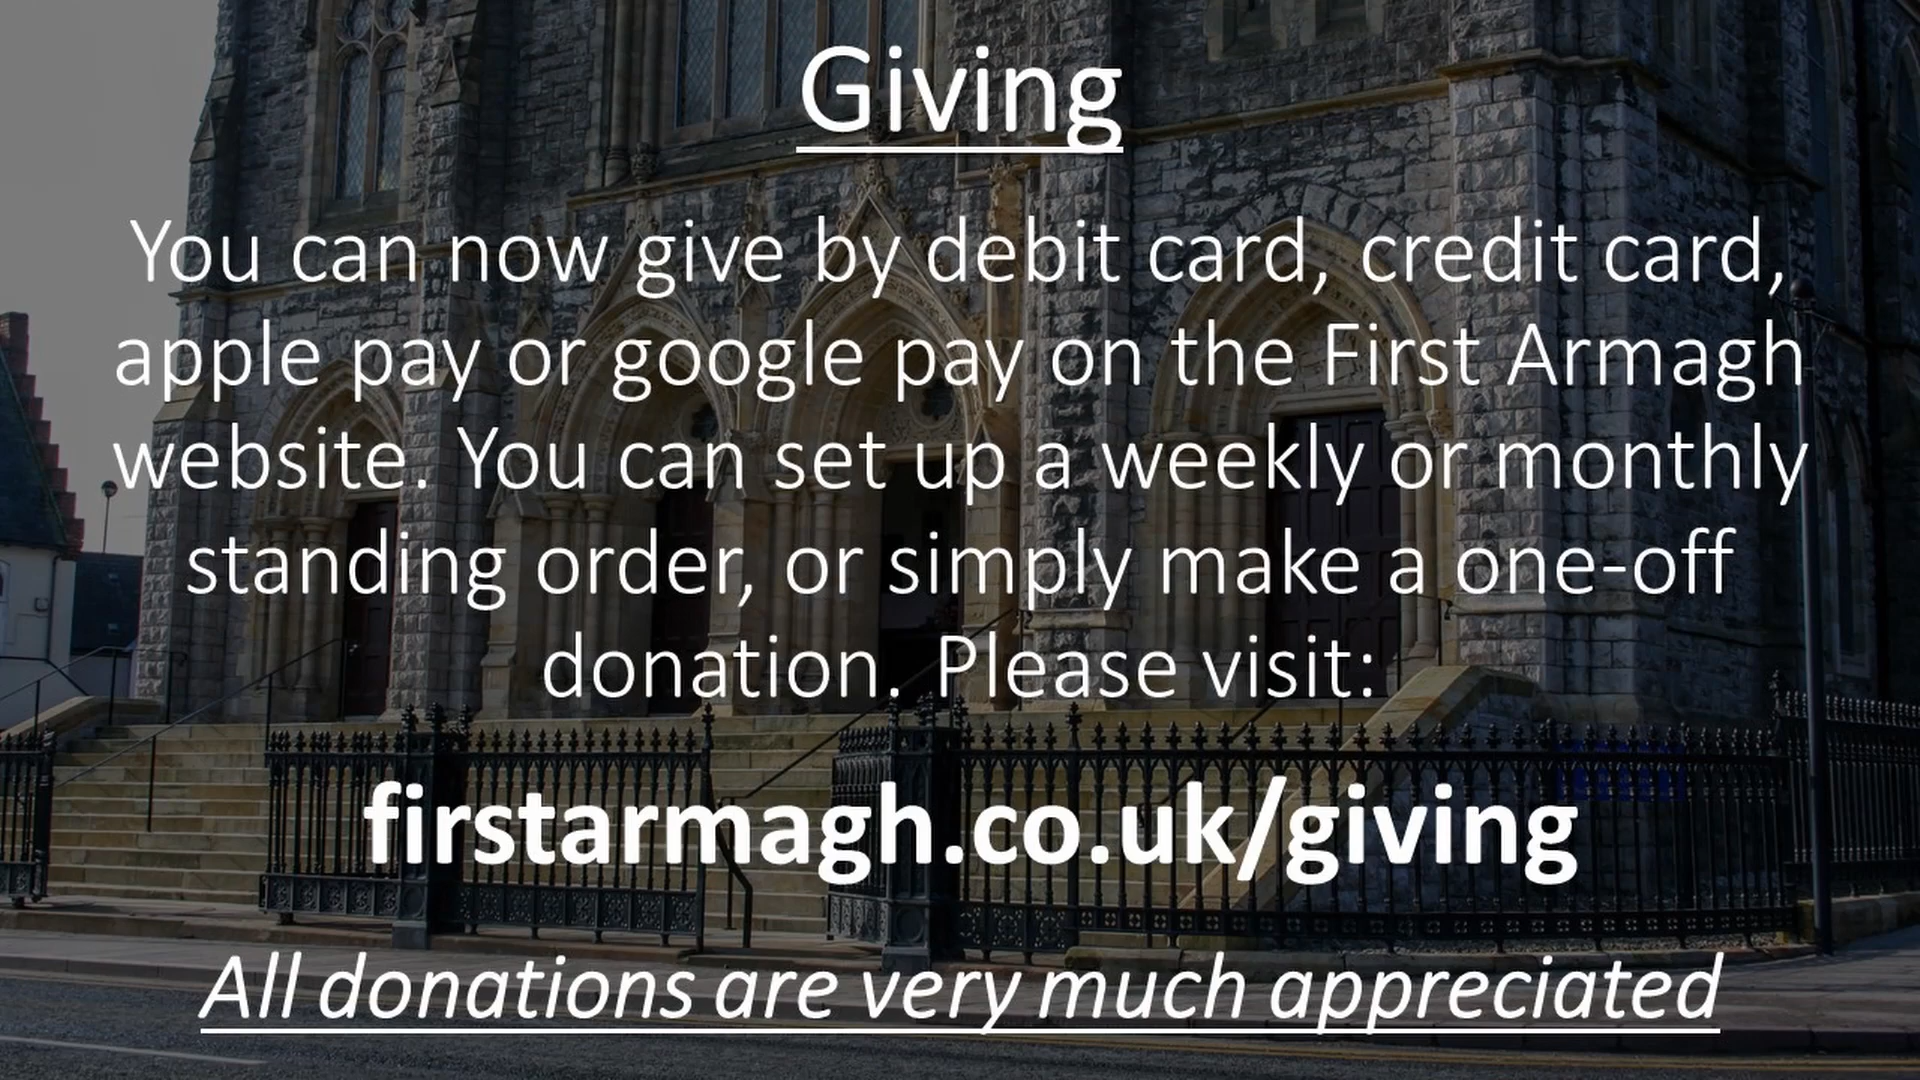 Giving
You can now give by debit card, credit card,
apple pay or google pay on the First Armagh
website. You can set up a weekly or monthly
standing order, or simply make a one-off
donation. Please visit:
firstarmagh.co.uk/giving
All donations are very much appreciated